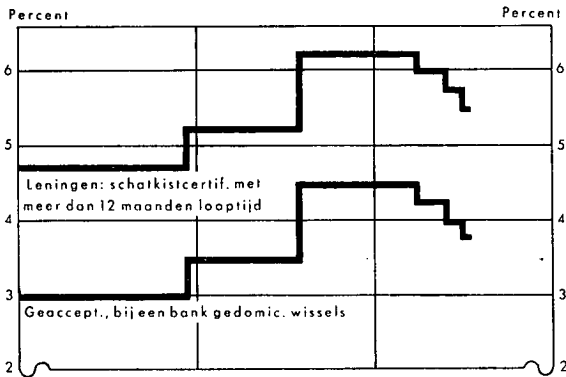 Percent Percent
6 6
5 5
Leningen: schatkistcertif. met
meer dan 12 maanden looptijd
4 4
3 3
Geaccept., bij een bank gedomic. wissels
2 2